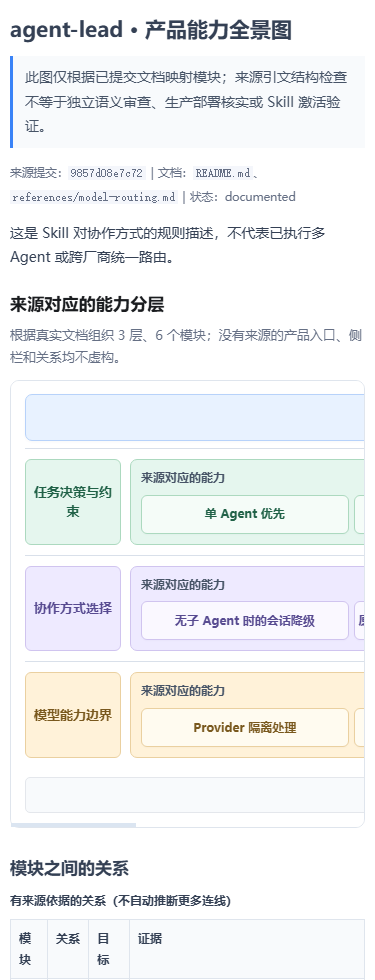 agent-lead • 产品能力全景图
此图仅根据已提交文档映射模块；来源引文结构检查
不等于独立语义审查、生产部署核实或 Skill 激活验
证。
来源提交： 9857d08e7c72 | 文档： README.md、
references/model-routing.md | 状态：documented
这是 Skill 对协作方式的规则描述，不代表已执行多
Agent 或跨厂商统一路由。
来源对应的能力分层
根据真实文档组织 3 层、6 个模块；没有来源的产品入口、侧
栏和关系均不虚构。
任务决策与约
束
来源对应的能力
单 Agent 优先
协作方式选择
来源对应的能力
无子 Agent 时的会话降级
模型能力边界
来源对应的能力
Provider 隔离处理
模块之间的关系
有来源依据的关系（不自动推断更多连线）
模
块
关系
目
标
证据